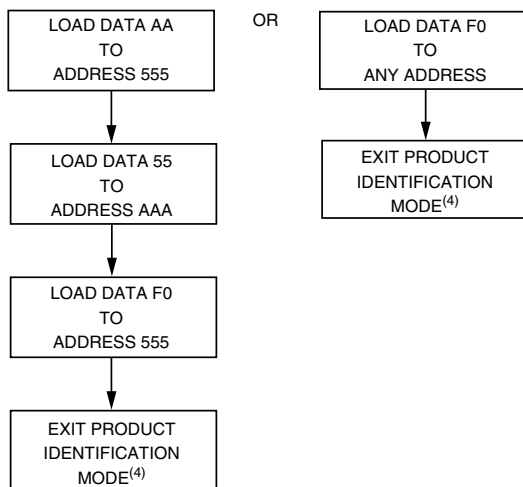 LOAD DATA AA
TO
ADDRESS 555
LOAD DATA 55
TO
ADDRESS AAA
LOAD DATA F0
TO
ADDRESS 555
EXIT PRODUCT
IDENTIFICATION
MODE(4)
OR
LOAD DATA F0
TO
ANY ADDRESS
EXIT PRODUCT
IDENTIFICATION
MODE(4)